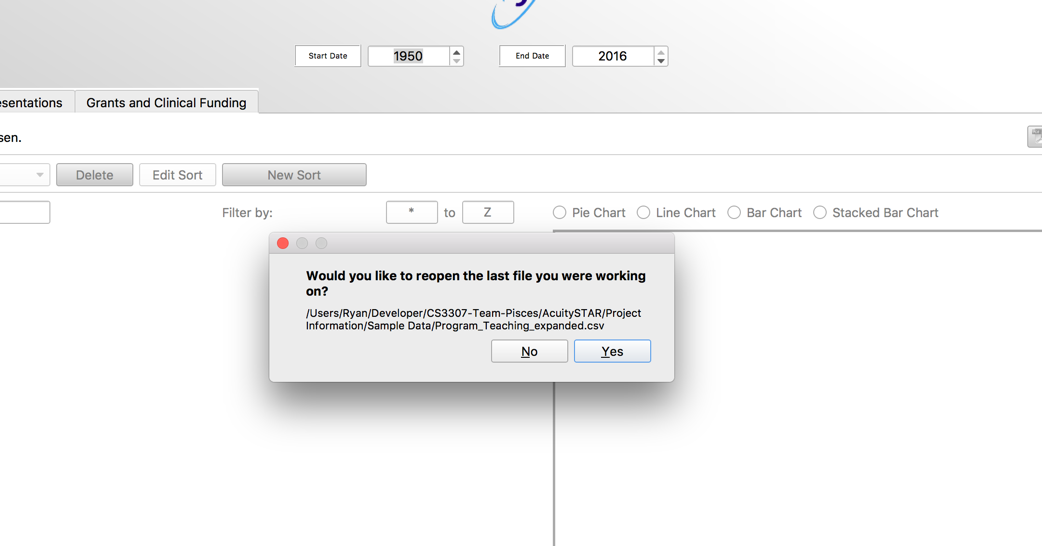 Start Date 1950 End Date 2016
Grants and Clinical Funding
Delete Edit Sort New Sort
Filter by: * to Z Pie Chart Line Chart Bar Chart Stacked Bar Chart
Would you like to reopen the last file you were working
on?
/Users/Ryan/Developer/CS3307-Team-Pisces/AcuitySTAR/Project
Information/Sample Data/Program_Teaching_expanded.csv
No Yes